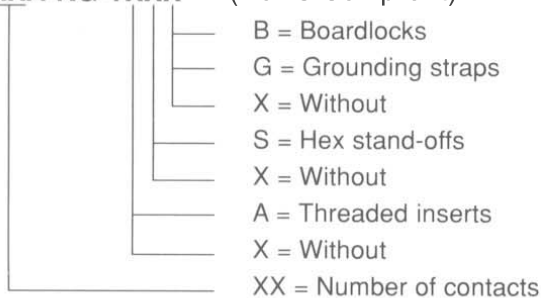 B = Boardlocks
G = Grounding straps
X = Without
S = Hex stand-offs
X = Without
A = Threaded inserts
X = Without
XX = Number of contacts